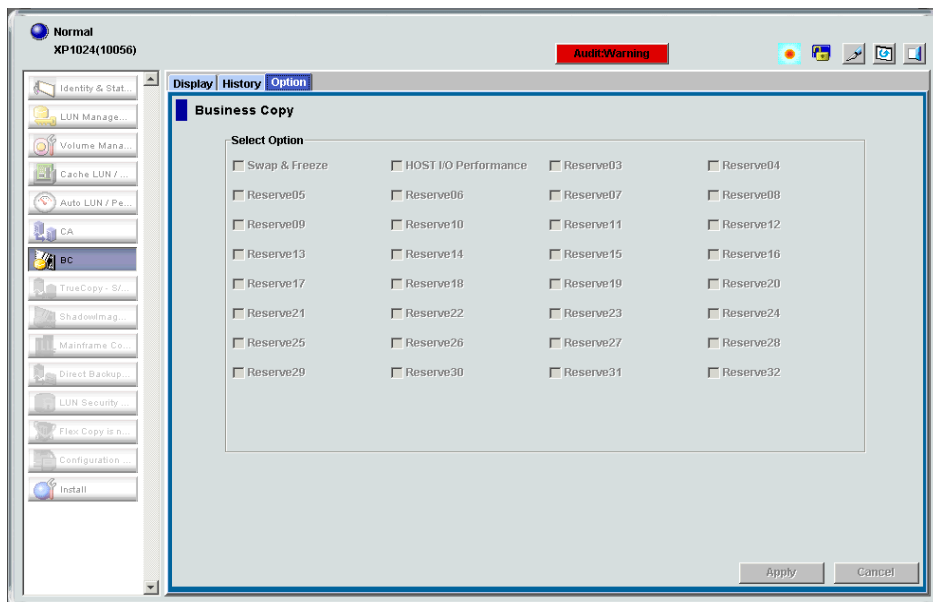 Normal
XP1024(10056)
Audit:Warning
Identity & Stat...
LUN Manage...
Volume Mana...
Cache LUN / ...
Auto LUN / Pe...
CA
BC
TrueCopy - S/...
ShadowImag...
Mainframe Co...
Direct Backup...
LUN Security ...
Flex Copy is n...
Configuration ...
Install
Display History Option
Business Copy
Select Option
Swap & Freeze HOST I/O Performance Reserve03 Reserve04
Reserve05 Reserve06 Reserve07 Reserve08
Reserve09 Reserve10 Reserve11 Reserve12
Reserve13 Reserve14 Reserve15 Reserve16
Reserve17 Reserve18 Reserve19 Reserve20
Reserve21 Reserve22 Reserve23 Reserve24
Reserve25 Reserve26 Reserve27 Reserve28
Reserve29 Reserve30 Reserve31 Reserve32
Apply Cancel